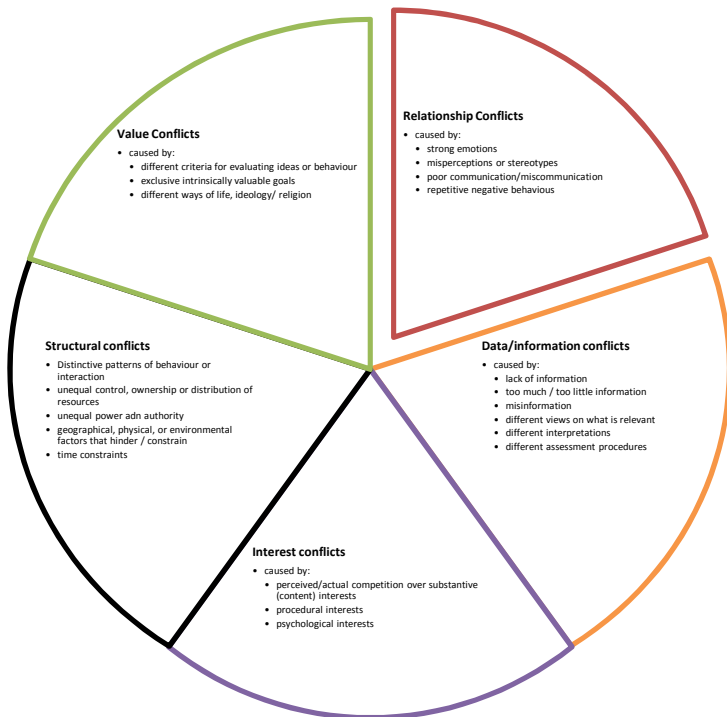 Value Conflicts
• caused by:
• different criteria for evaluating ideas or behaviour
• exclusive intrinsically valuable goals
• different ways of life, ideology/ religion
Relationship Conflicts
• caused by:
• strong emotions
• misperceptions or stereotypes
• poor communication/miscommunication
• repetitive negative behavious
Structural conflicts
• Distinctive patterns of behaviour or
interaction
• unequal control, ownership or distribution of
resources
• unequal power adn authority
• geographical, physical, or environmental
factors that hinder / constrain
• time constraints
Data/information conflicts
• caused by:
• lack of information
• too much / too little information
• misinformation
• different views on what is relevant
• different interpretations
• different assessment procedures
Interest conflicts
• caused by:
• perceived/actual competition over substantive
(content) interests
• procedural interests
• psychological interests